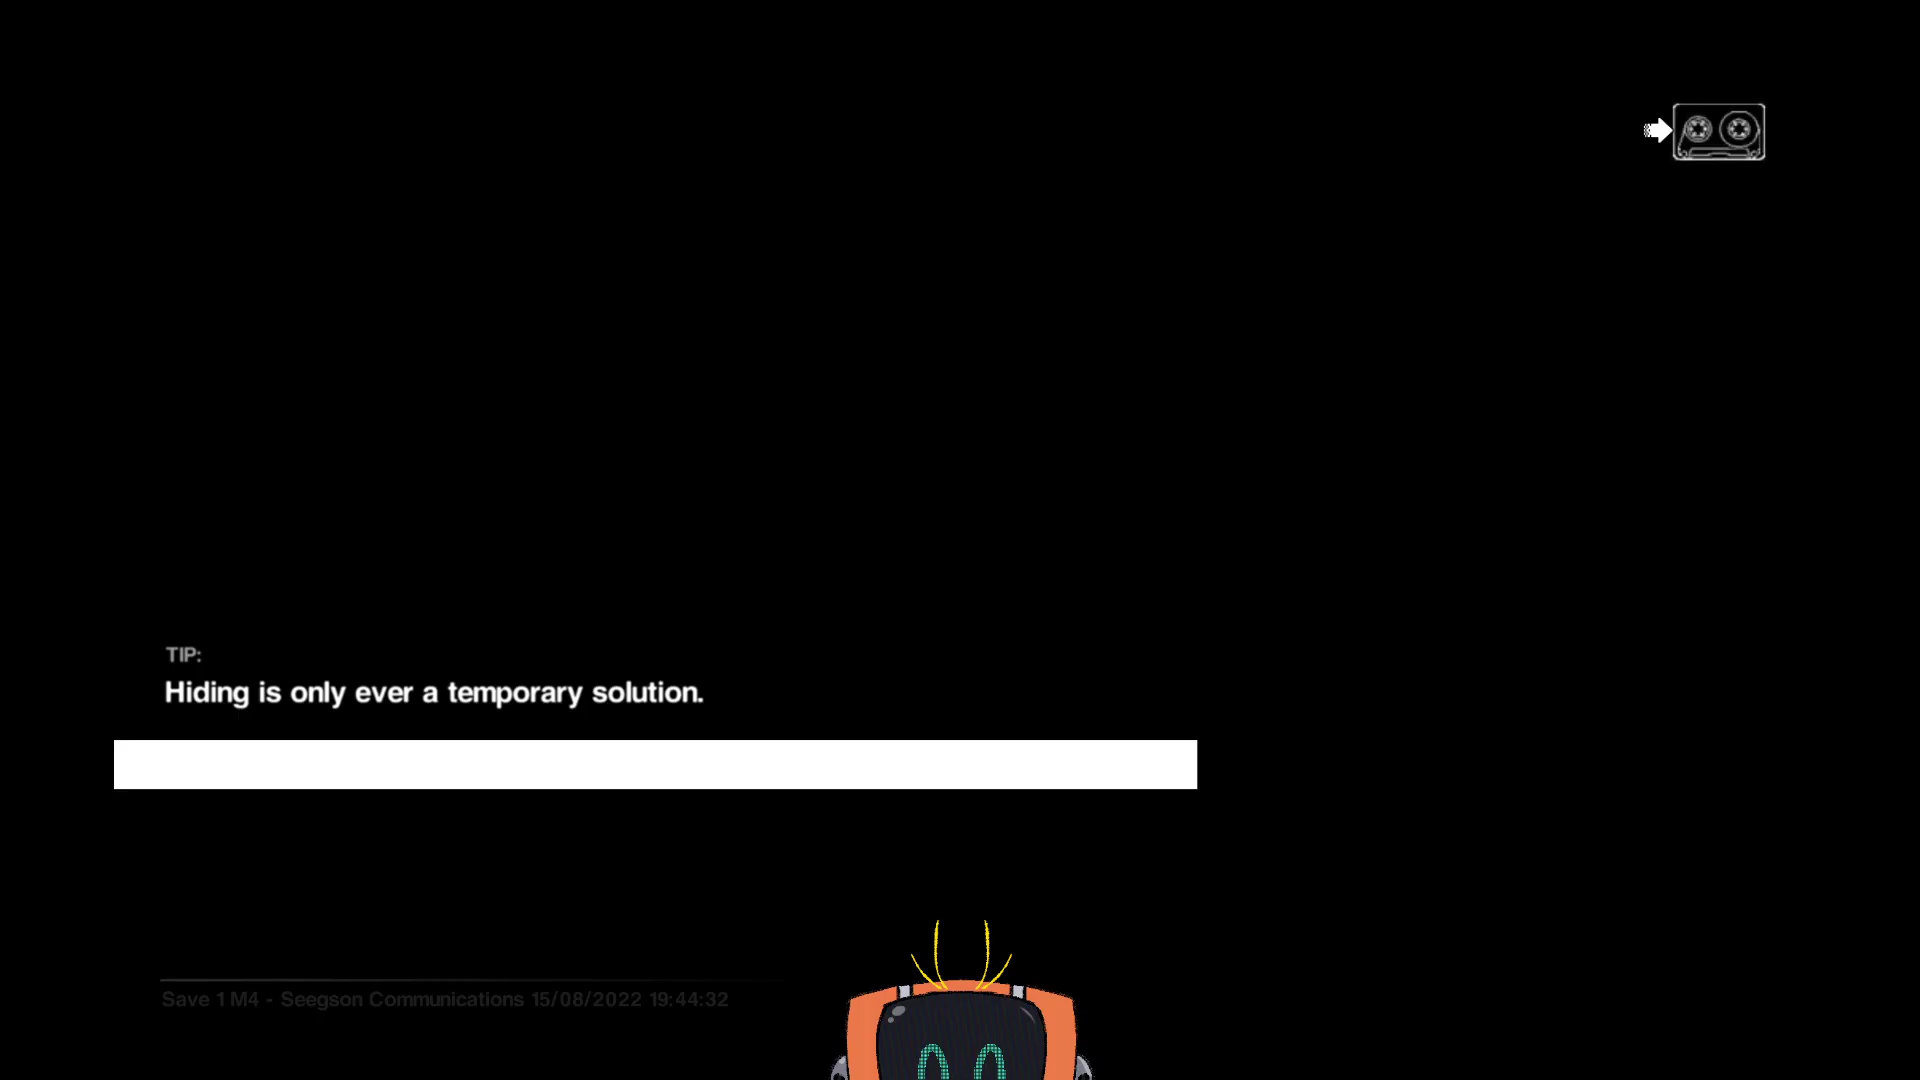 TIP:
Hiding is only ever a temporary solution.
Save 1 M4 - Seegson Communications 15/08/2022 19:44:32